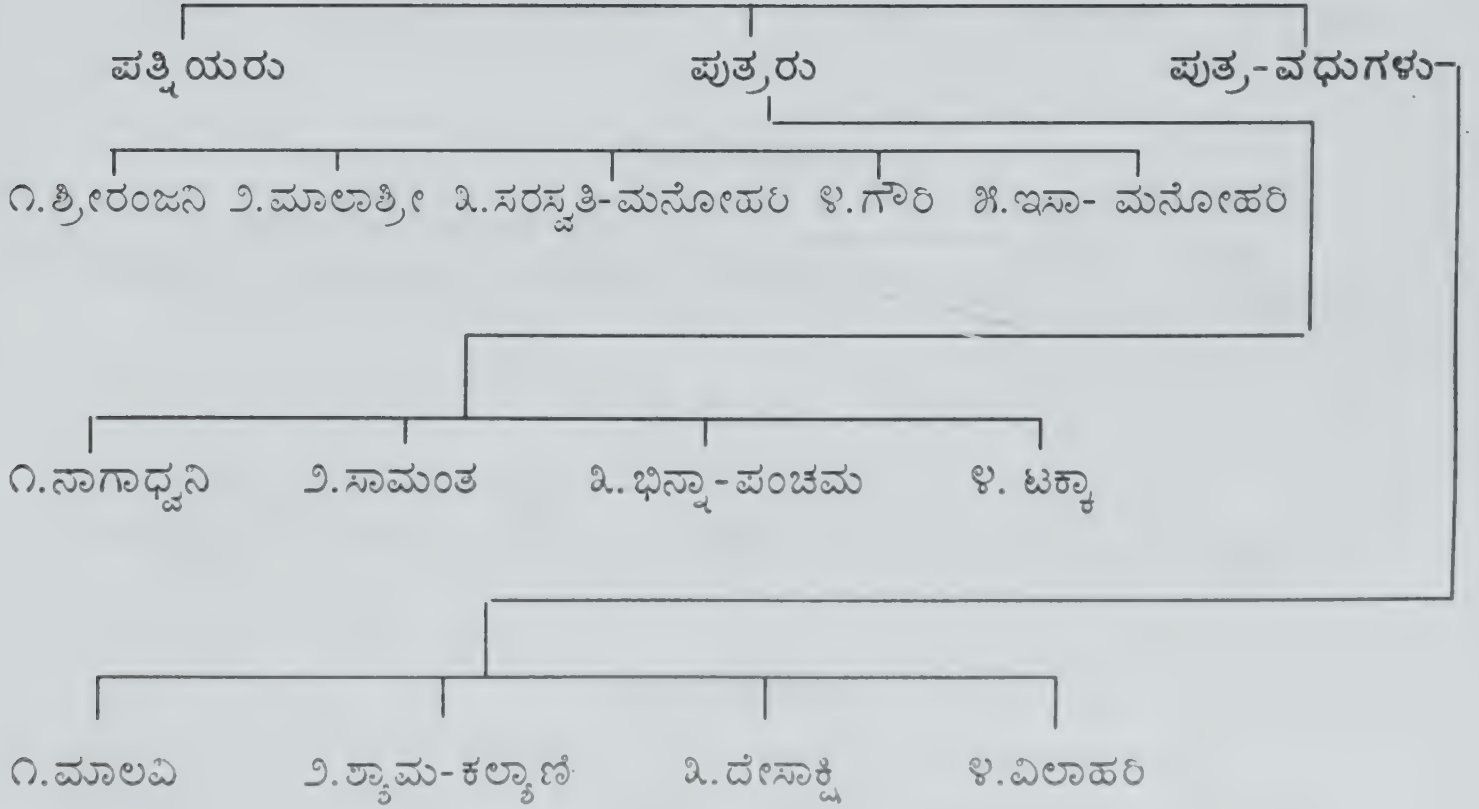 ಪತ್ನಿಯರು ಪುತ್ರರು ಪುತ್ರ-ವಧುಗಳು
೧.ಶ್ರೀರಂಜನಿ ೨.ಮಾಲಾಶ್ರೀ ೩.ಸರಸ್ವತಿ-ಮನೋಹರಿ ೪.ಗೌರಿ ೫.ಇಸಾ- ಮನೋಹರಿ
೧.ನಾಗಾಧ್ವನಿ ೨.ಸಾಮಂತ ೩.ಭಿನ್ನಾ-ಪಂಚಮ ೪. ಟಕ್ಕಾ
೧.ಮಾಲವಿ ೨.ಶ್ಯಾಮ-ಕಲ್ಯಾಣಿ ೩.ದೇಸಾಕ್ಷಿ ೪.ವಿಲಾಹರಿ